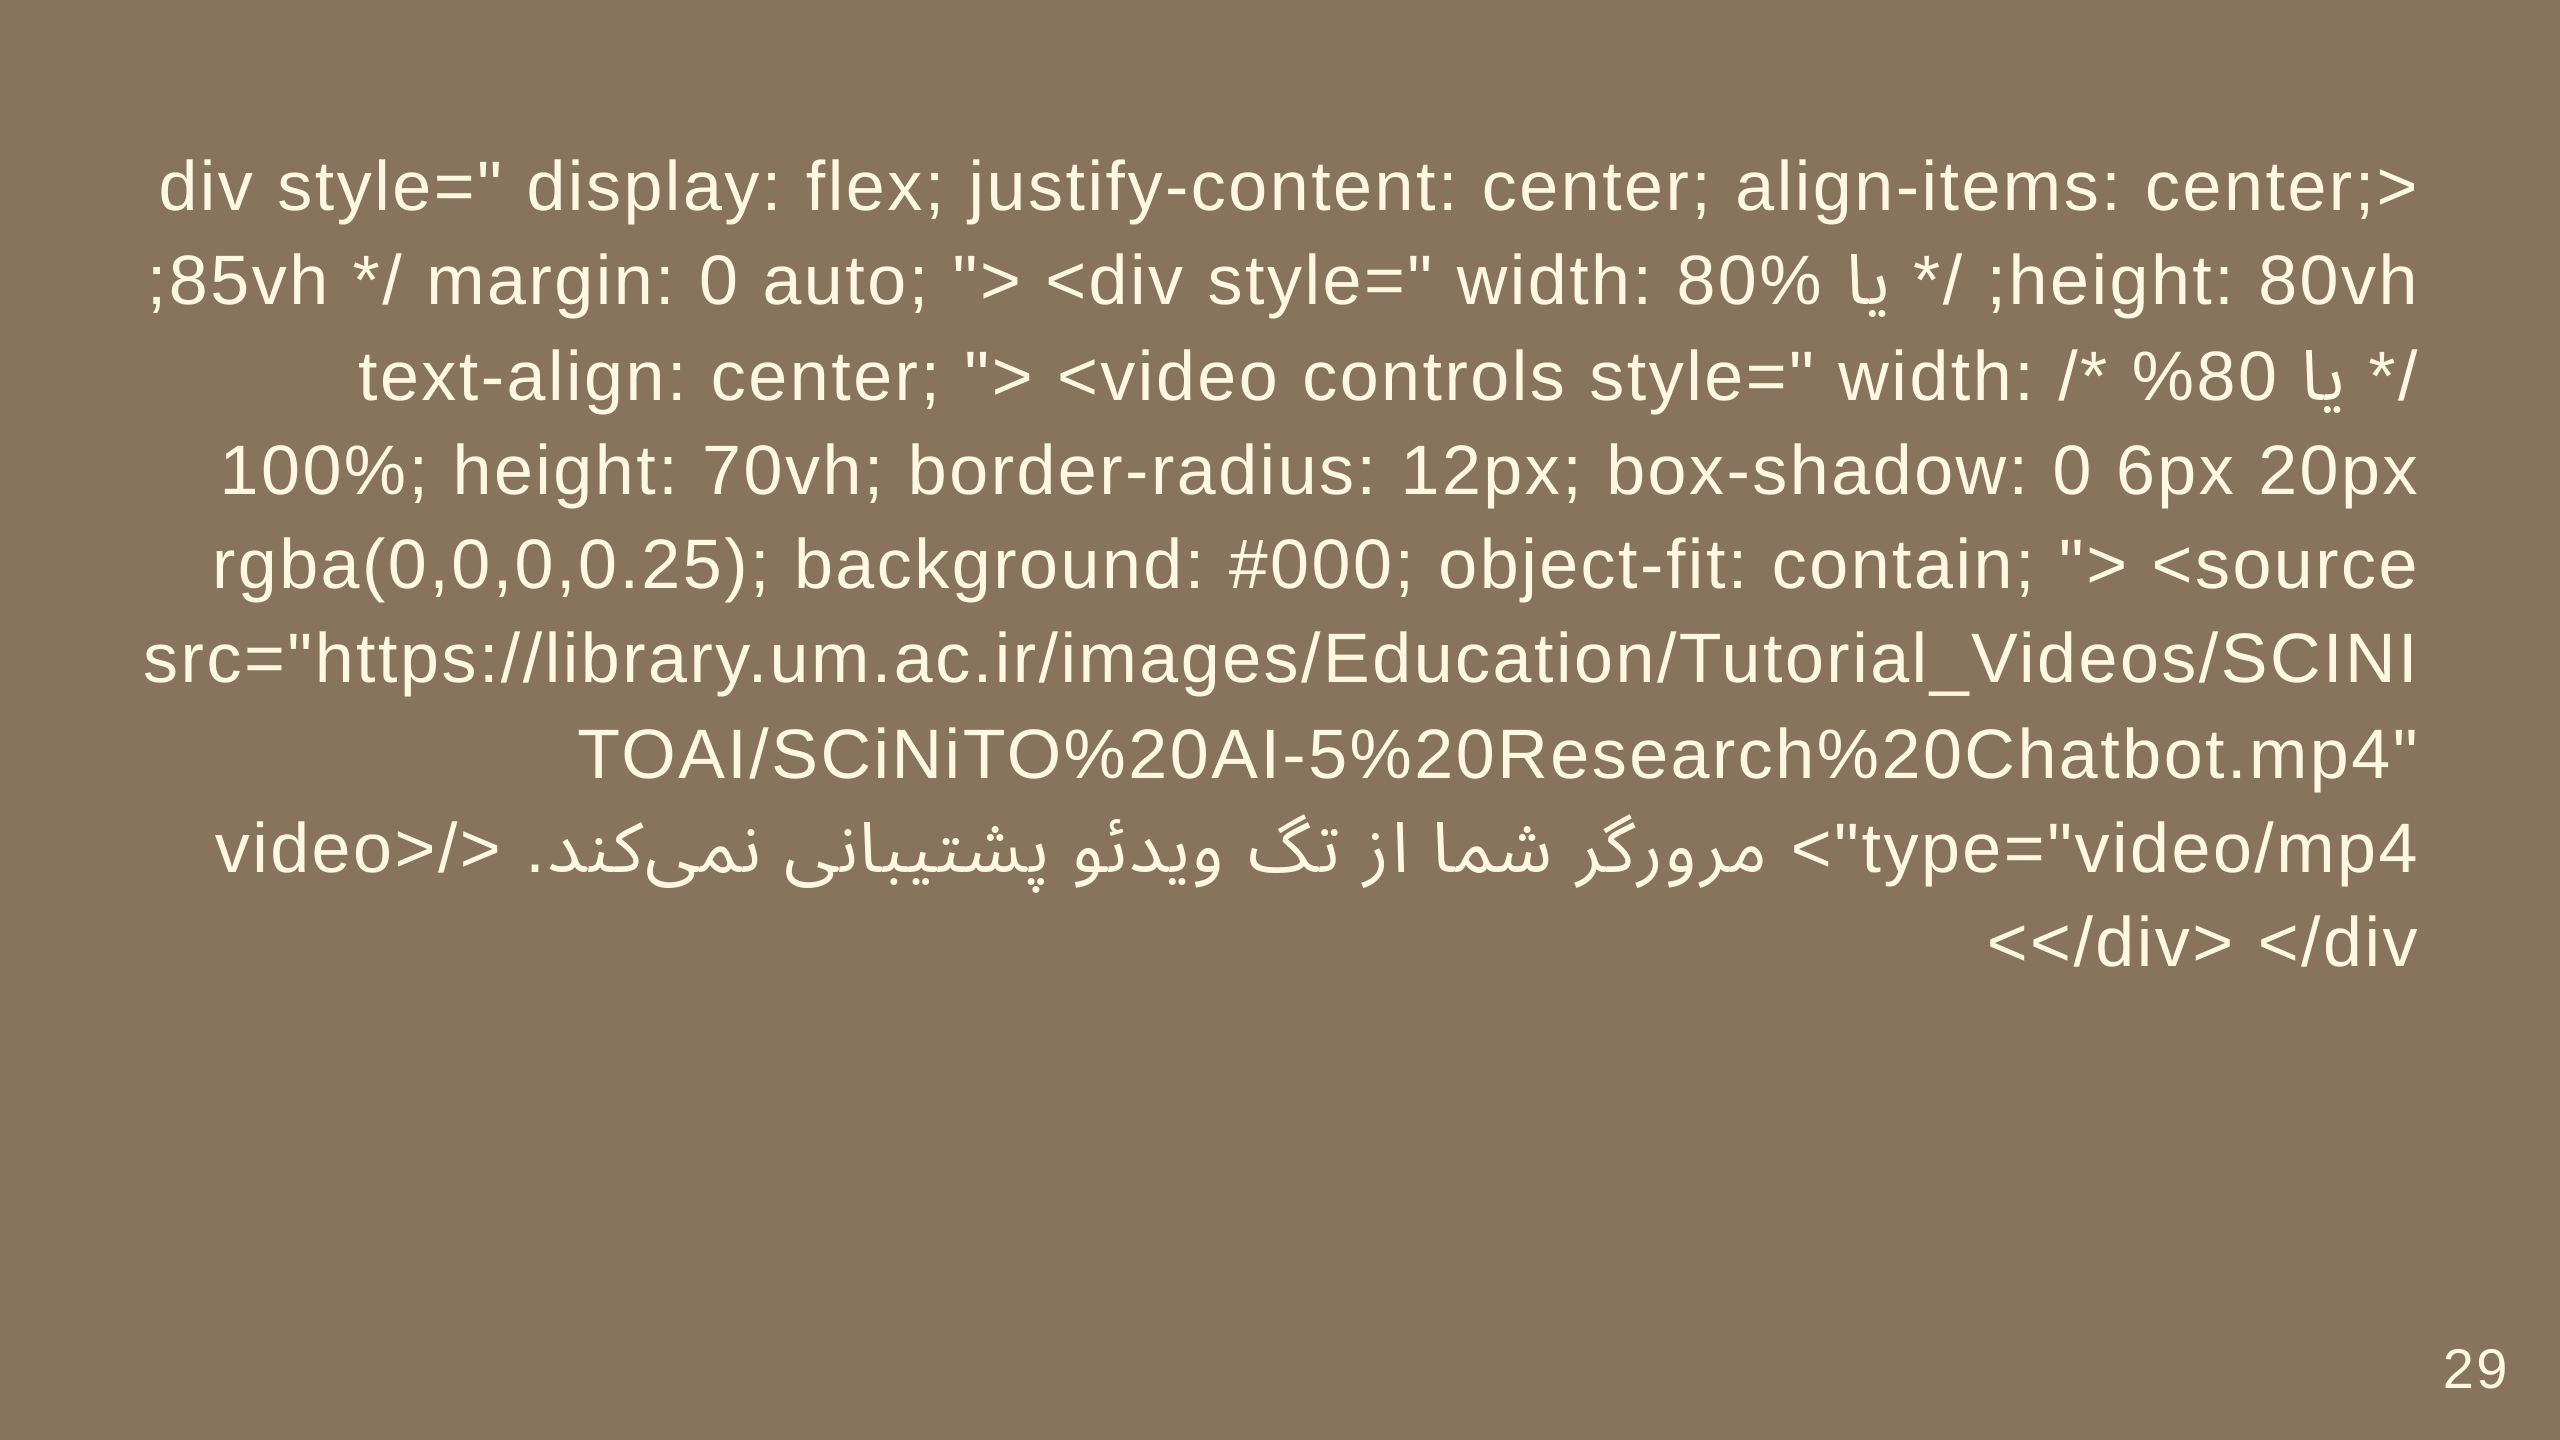 <div style=" display: flex; justify-content: center; align-items: center;
height: 80vh; /* یا 85vh */ margin: 0 auto; "> <div style=" width: 80%;
/* یا 80% */ text-align: center; "> <video controls style=" width:
100%; height: 70vh; border-radius: 12px; box-shadow: 0 6px 20px
rgba(0,0,0,0.25); background: #000; object-fit: contain; "> <source
src="https://library.um.ac.ir/images/Education/Tutorial_Videos/SCINI
TOAI/SCiNiTO%20AI-5%20Research%20Chatbot.mp4"
type="video/mp4"> مرورگر شما از تگ ویدئو پشتیبانی نمی‌کند. </video>
</div> </div>
29